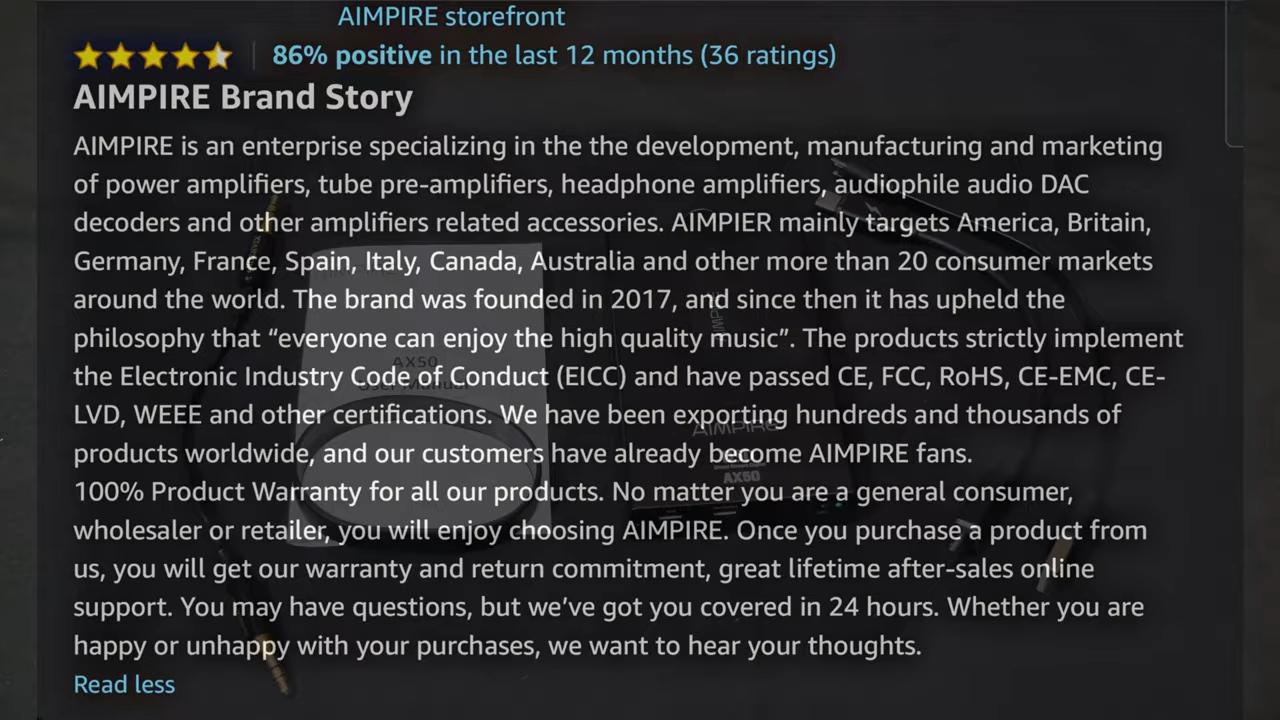 AIMPIRE storefront
86% positive in the last 12 months (36 ratings)
AIMPIRE Brand Story
AIMPIRE is an enterprise specializing in the the development, manufacturing and marketing
of power amplifiers, tube pre-amplifiers, headphone amplifiers, audiophile audio DAC
decoders and other amplifiers related accessories. AIMPIER mainly targets America, Britain,
Germany, France, Spain, Italy, Canada, Australia and other more than 20 consumer markets
around the world. The brand was founded in 2017, and since then it has upheld the
philosophy that “everyone can enjoy the high quality music”. The products strictly implement
the Electronic Industry Code of Conduct (EICC) and have passed CE, FCC, RoHS, CE-EMC, CE-
LVD, WEEE and other certifications. We have been exporting hundreds and thousands of
products worldwide, and our customers have already become AIMPIRE fans.
100% Product Warranty for all our products. No matter you are a general consumer,
wholesaler or retailer, you will enjoy choosing AIMPIRE. Once you purchase a product from
us, you will get our warranty and return commitment, great lifetime after-sales online
support. You may have questions, but we’ve got you covered in 24 hours. Whether you are
happy or unhappy with your purchases, we want to hear your thoughts.
Read less
AX50
User Manual
AIMPIRE
AIMPIRE
AX50